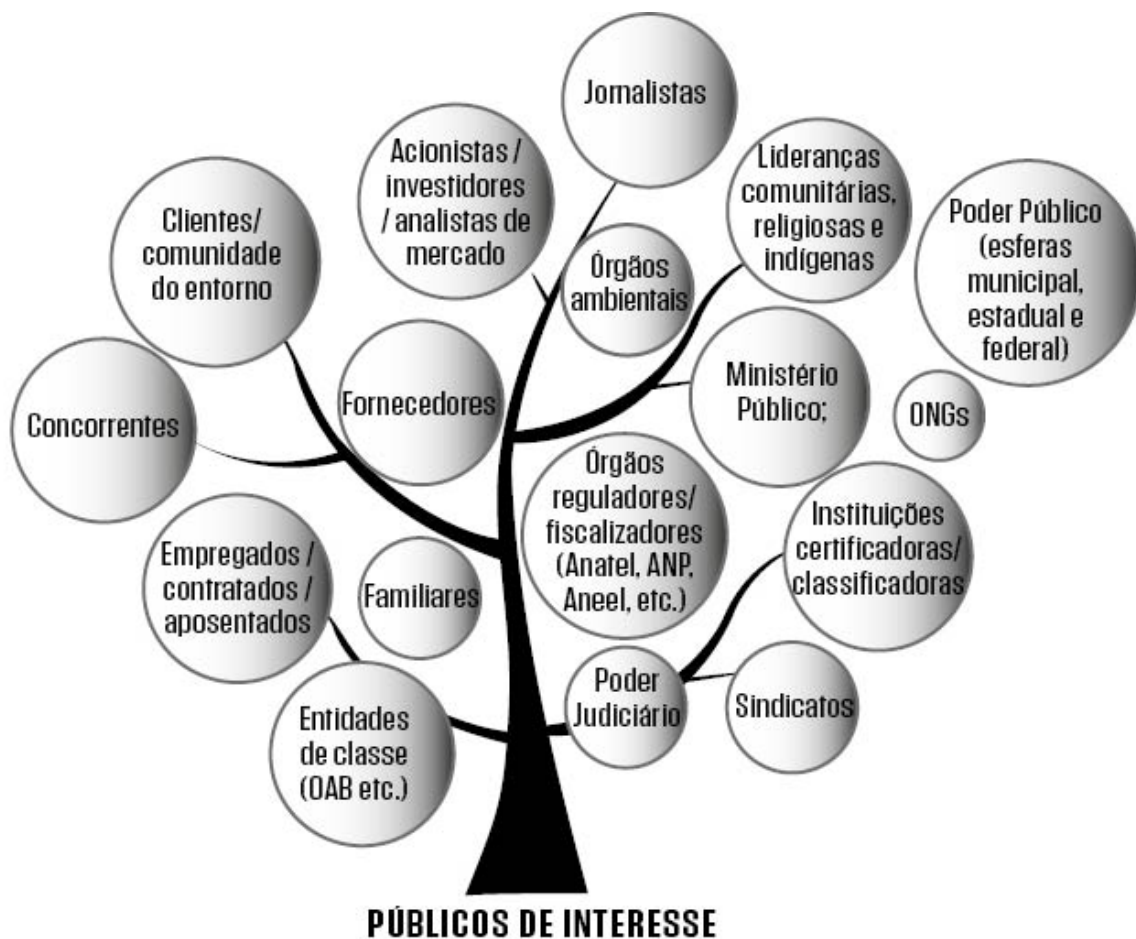 Jornalistas
Acionistas /
investidores
/ analistas de
mercado
Lideranças
comunitárias,
religiosas e
indígenas
Poder Público
(esferas
municipal,
estadual e
federal)
Clientes/
comunidade
do entorno
Órgãos
ambientais
Concorrentes
Fornecedores
Ministério
Público;
ONGs
Órgãos
reguladores/
fiscalizadores
(Anatel, ANP,
Aneel, etc.)
Instituições
certificadoras/
classificadoras
Empregados /
contratados /
aposentados
Familiares
Poder
Judiciário
Sindicatos
Entidades
de classe
(OAB etc.)
PÚBLICOS DE INTERESSE